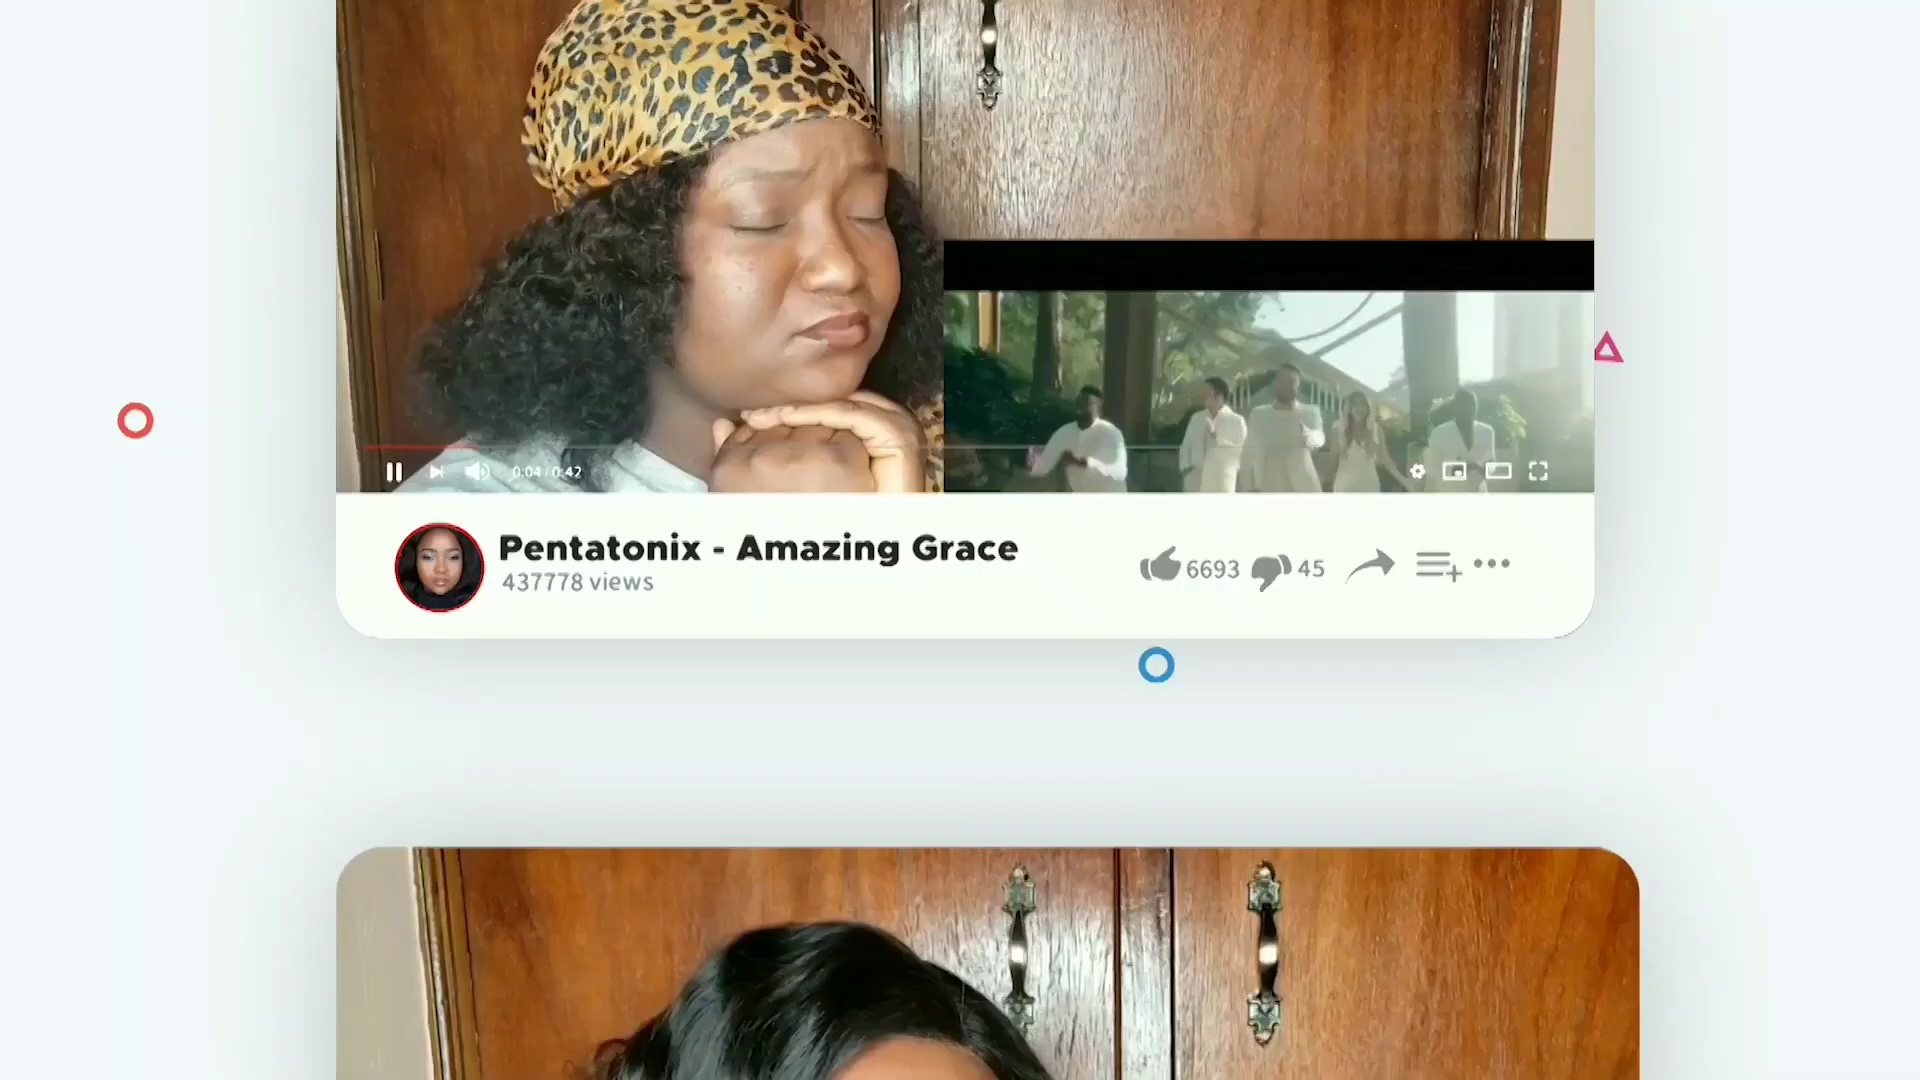 0:04 / 0:42
Pentatonix - Amazing Grace
437778 views
6693
45